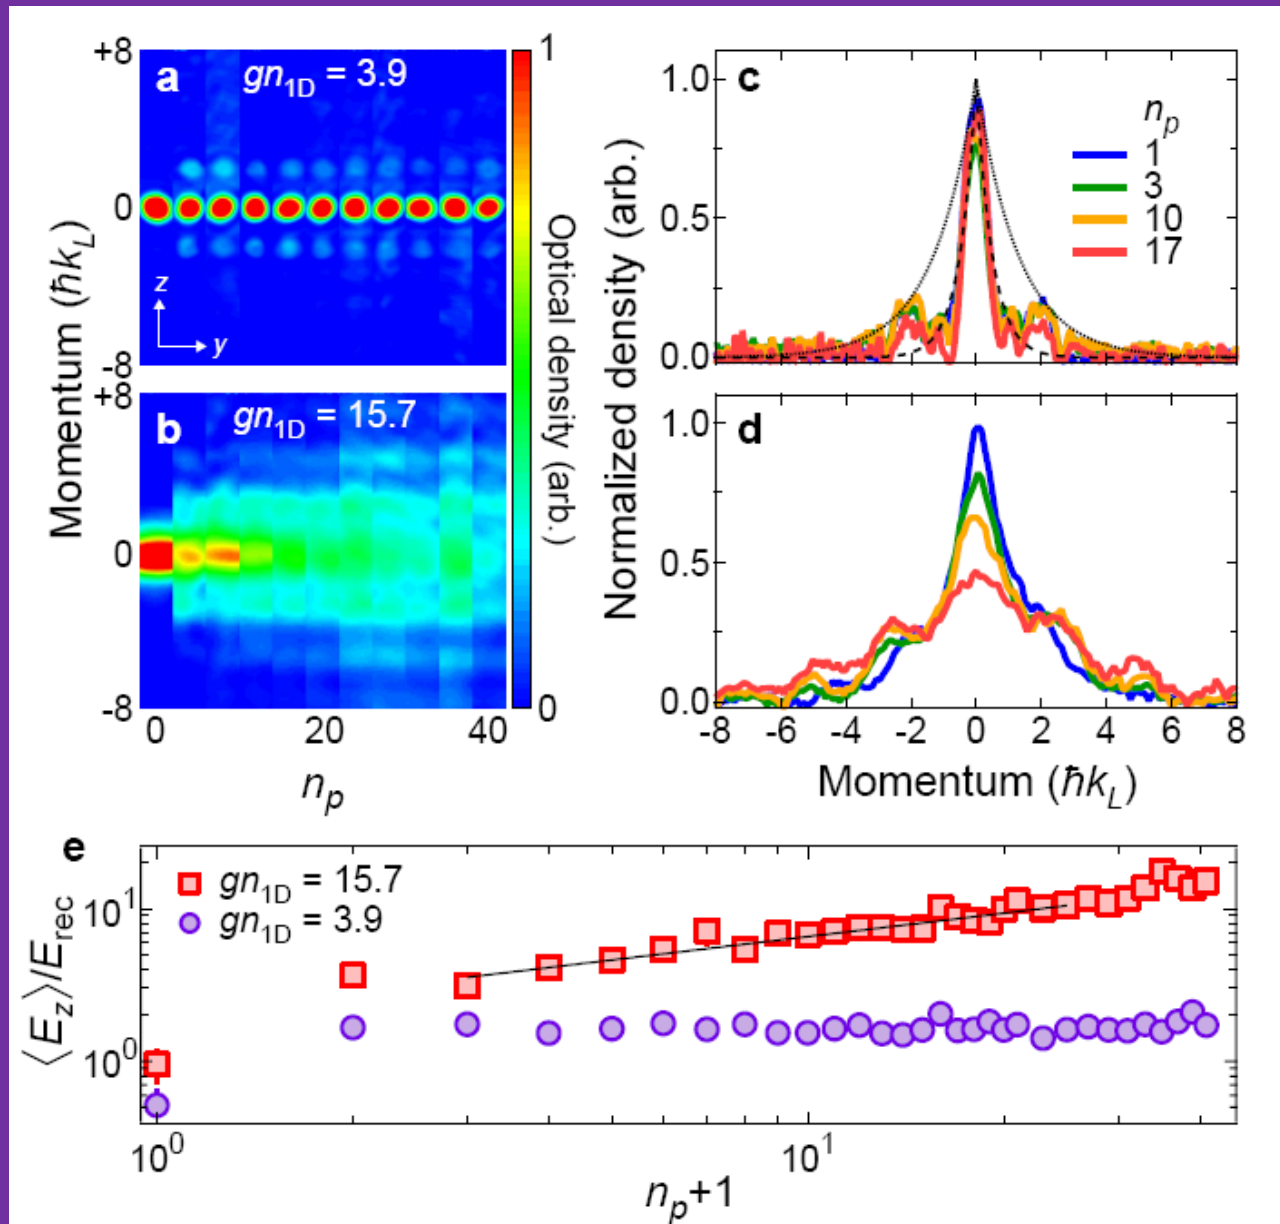 +8
a
gn1D = 3.9
0
z
y
-8
+8
b
gn1D = 15.7
0
-8
0
20
40
np
Momentum (ħkL)
1
0
Optical density (arb.)
1.0
0.5
0.0
c
np
1
3
10
17
Normalized density (arb.)
1.0
0.5
0.0
d
-8 -6 -4 -2 0 2 4 6 8
Momentum (ħkL)
e
gn1D = 15.7
gn1D = 3.9
⟨Ez⟩/Erec
10^1
10^0
10^0
10^1
np+1